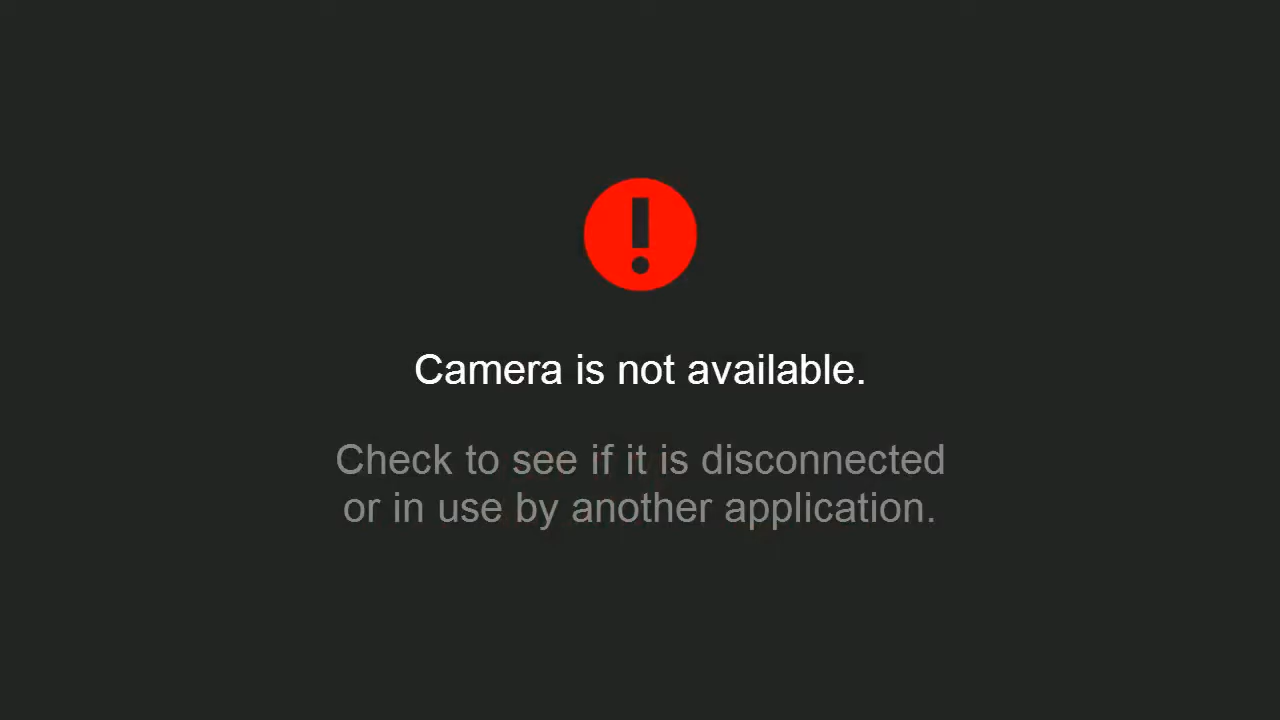 Camera is not available.
Check to see if it is disconnected
or in use by another application.